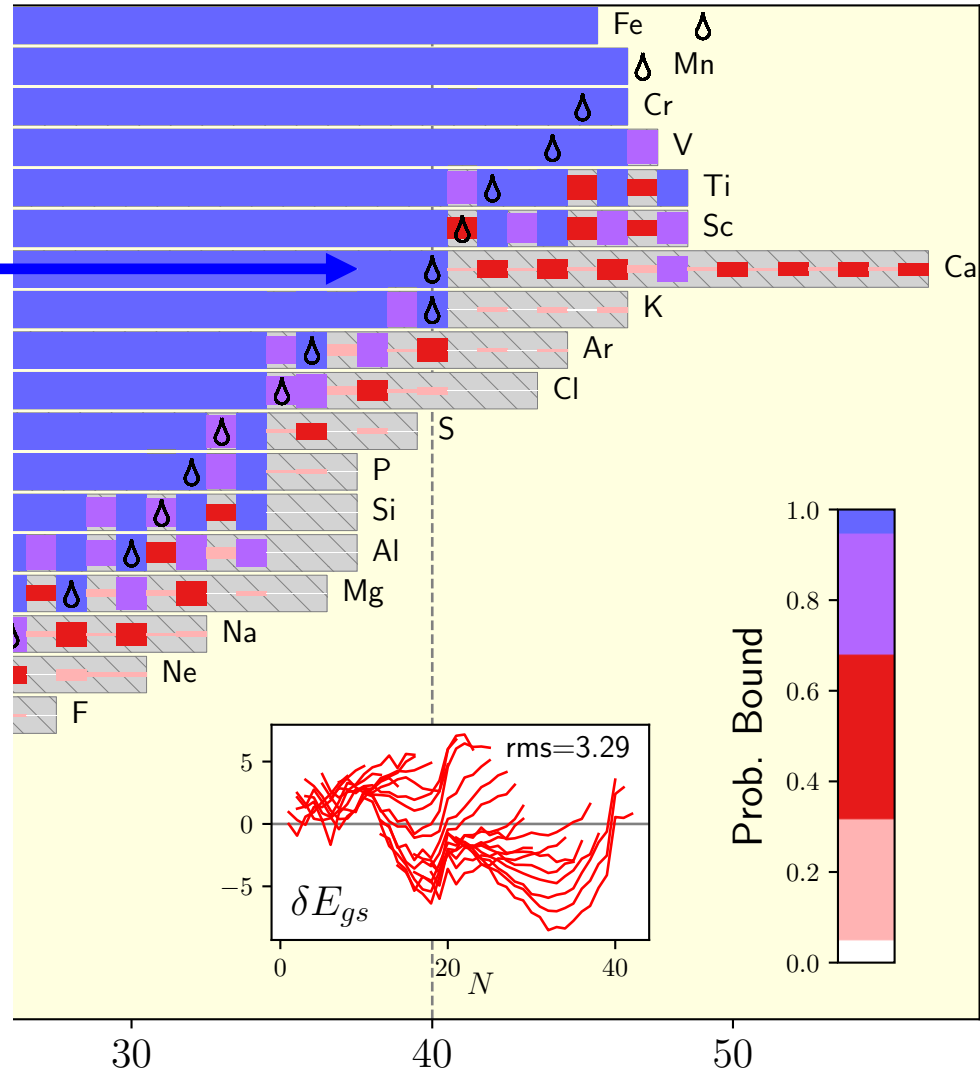 Fe
Mn
Cr
V
Ti
Sc
Ca
K
Ar
Cl
S
P
Si
Al
Mg
Na
Ne
F
1.0
0.8
0.6
0.4
0.2
0.0
Prob. Bound
rms=3.29
5
0
−5
δE_gs
0 20 40
N
30 40 50